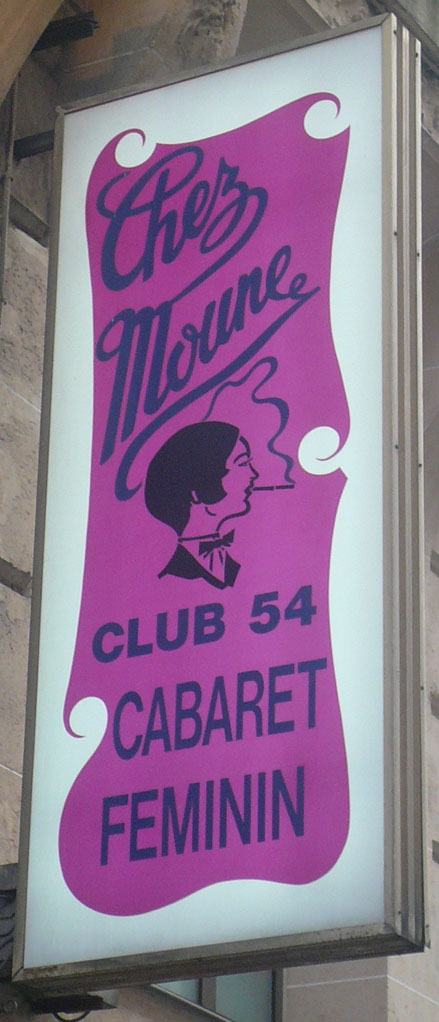 Chez
Moune
CLUB 54
CABARET
FEMININ